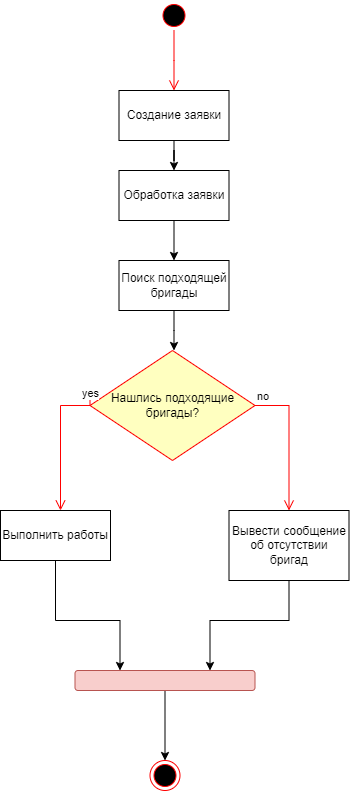 Создание заявки
Обработка заявки
Поиск подходящей
бригады
Нашлись подходящие
бригады?
yes
no
Выполнить работы
Вывести сообщение
об отсутствии
бригад